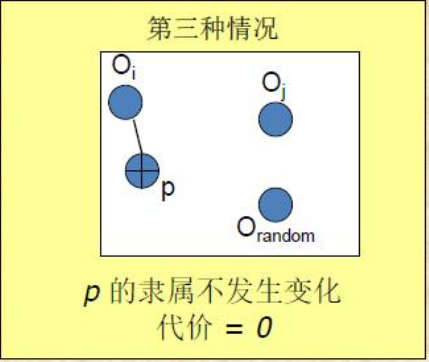 第三种情况
Oi
Oj
p
Orandom
p 的隶属不发生变化
代价 = 0